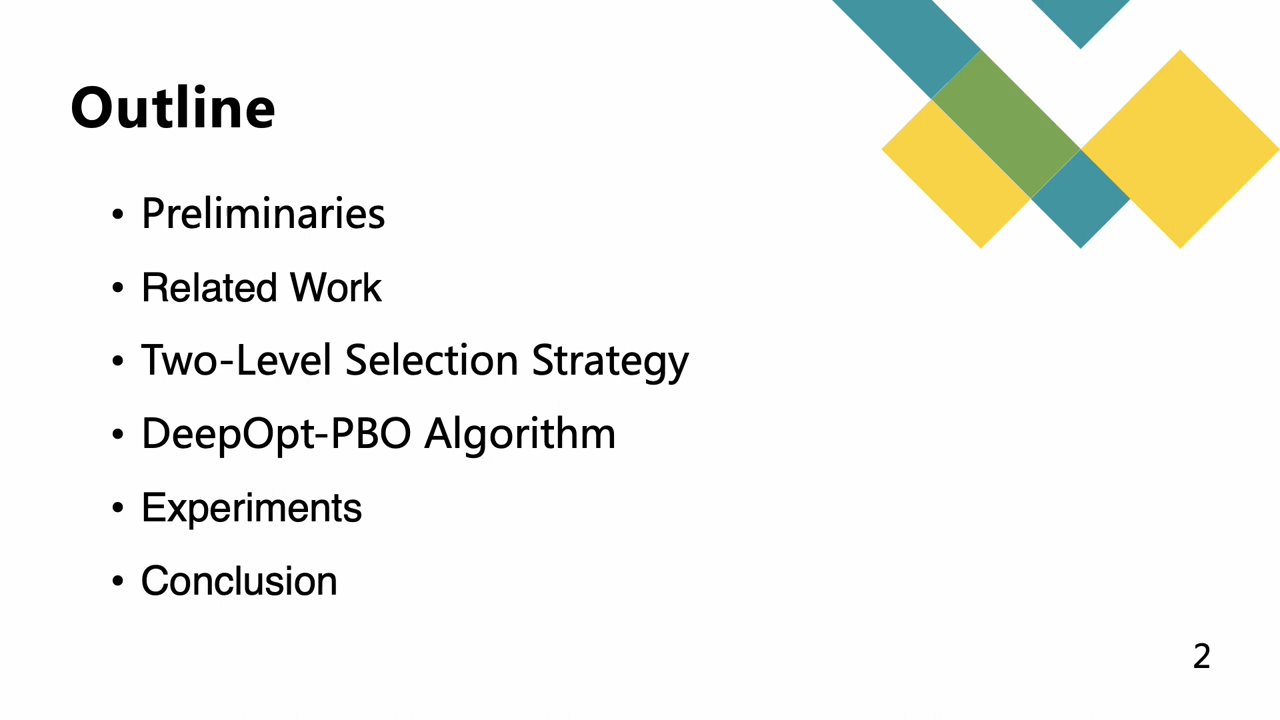 Outline
• Preliminaries
• Related Work
• Two-Level Selection Strategy
• DeepOpt-PBO Algorithm
• Experiments
• Conclusion
2